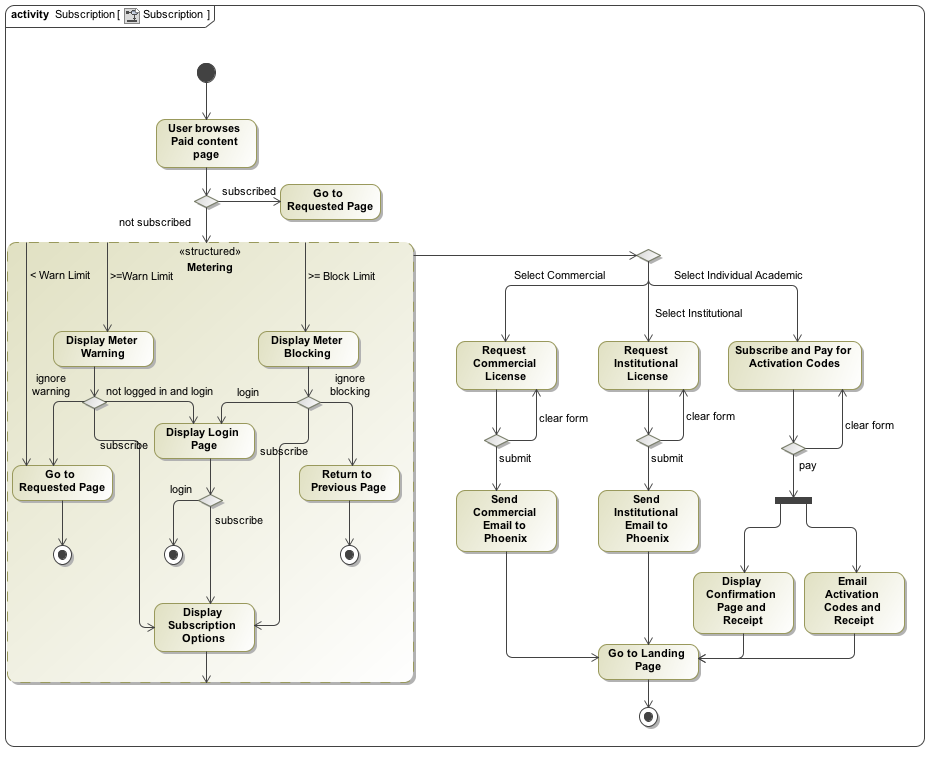 activity Subscription [ Subscription ]
User browses
Paid content
page
subscribed
Go to
Requested Page
not subscribed
«structured»
Metering
< Warn Limit
>=Warn Limit
>= Block Limit
Select Commercial
Select Individual Academic
Select Institutional
Display Meter
Warning
Display Meter
Blocking
Request
Commercial
License
Request
Institutional
License
Subscribe and Pay for
Activation Codes
ignore
warning
not logged in and login
login
ignore
blocking
clear form
clear form
clear form
Display Login
Page
subscribe
subscribe
submit
submit
pay
Go to
Requested Page
Return to
Previous Page
login
subscribe
Send
Commercial
Email to
Phoenix
Send
Institutional
Email to
Phoenix
Display
Confirmation
Page and
Receipt
Email
Activation
Codes and
Receipt
Display
Subscription
Options
Go to Landing
Page